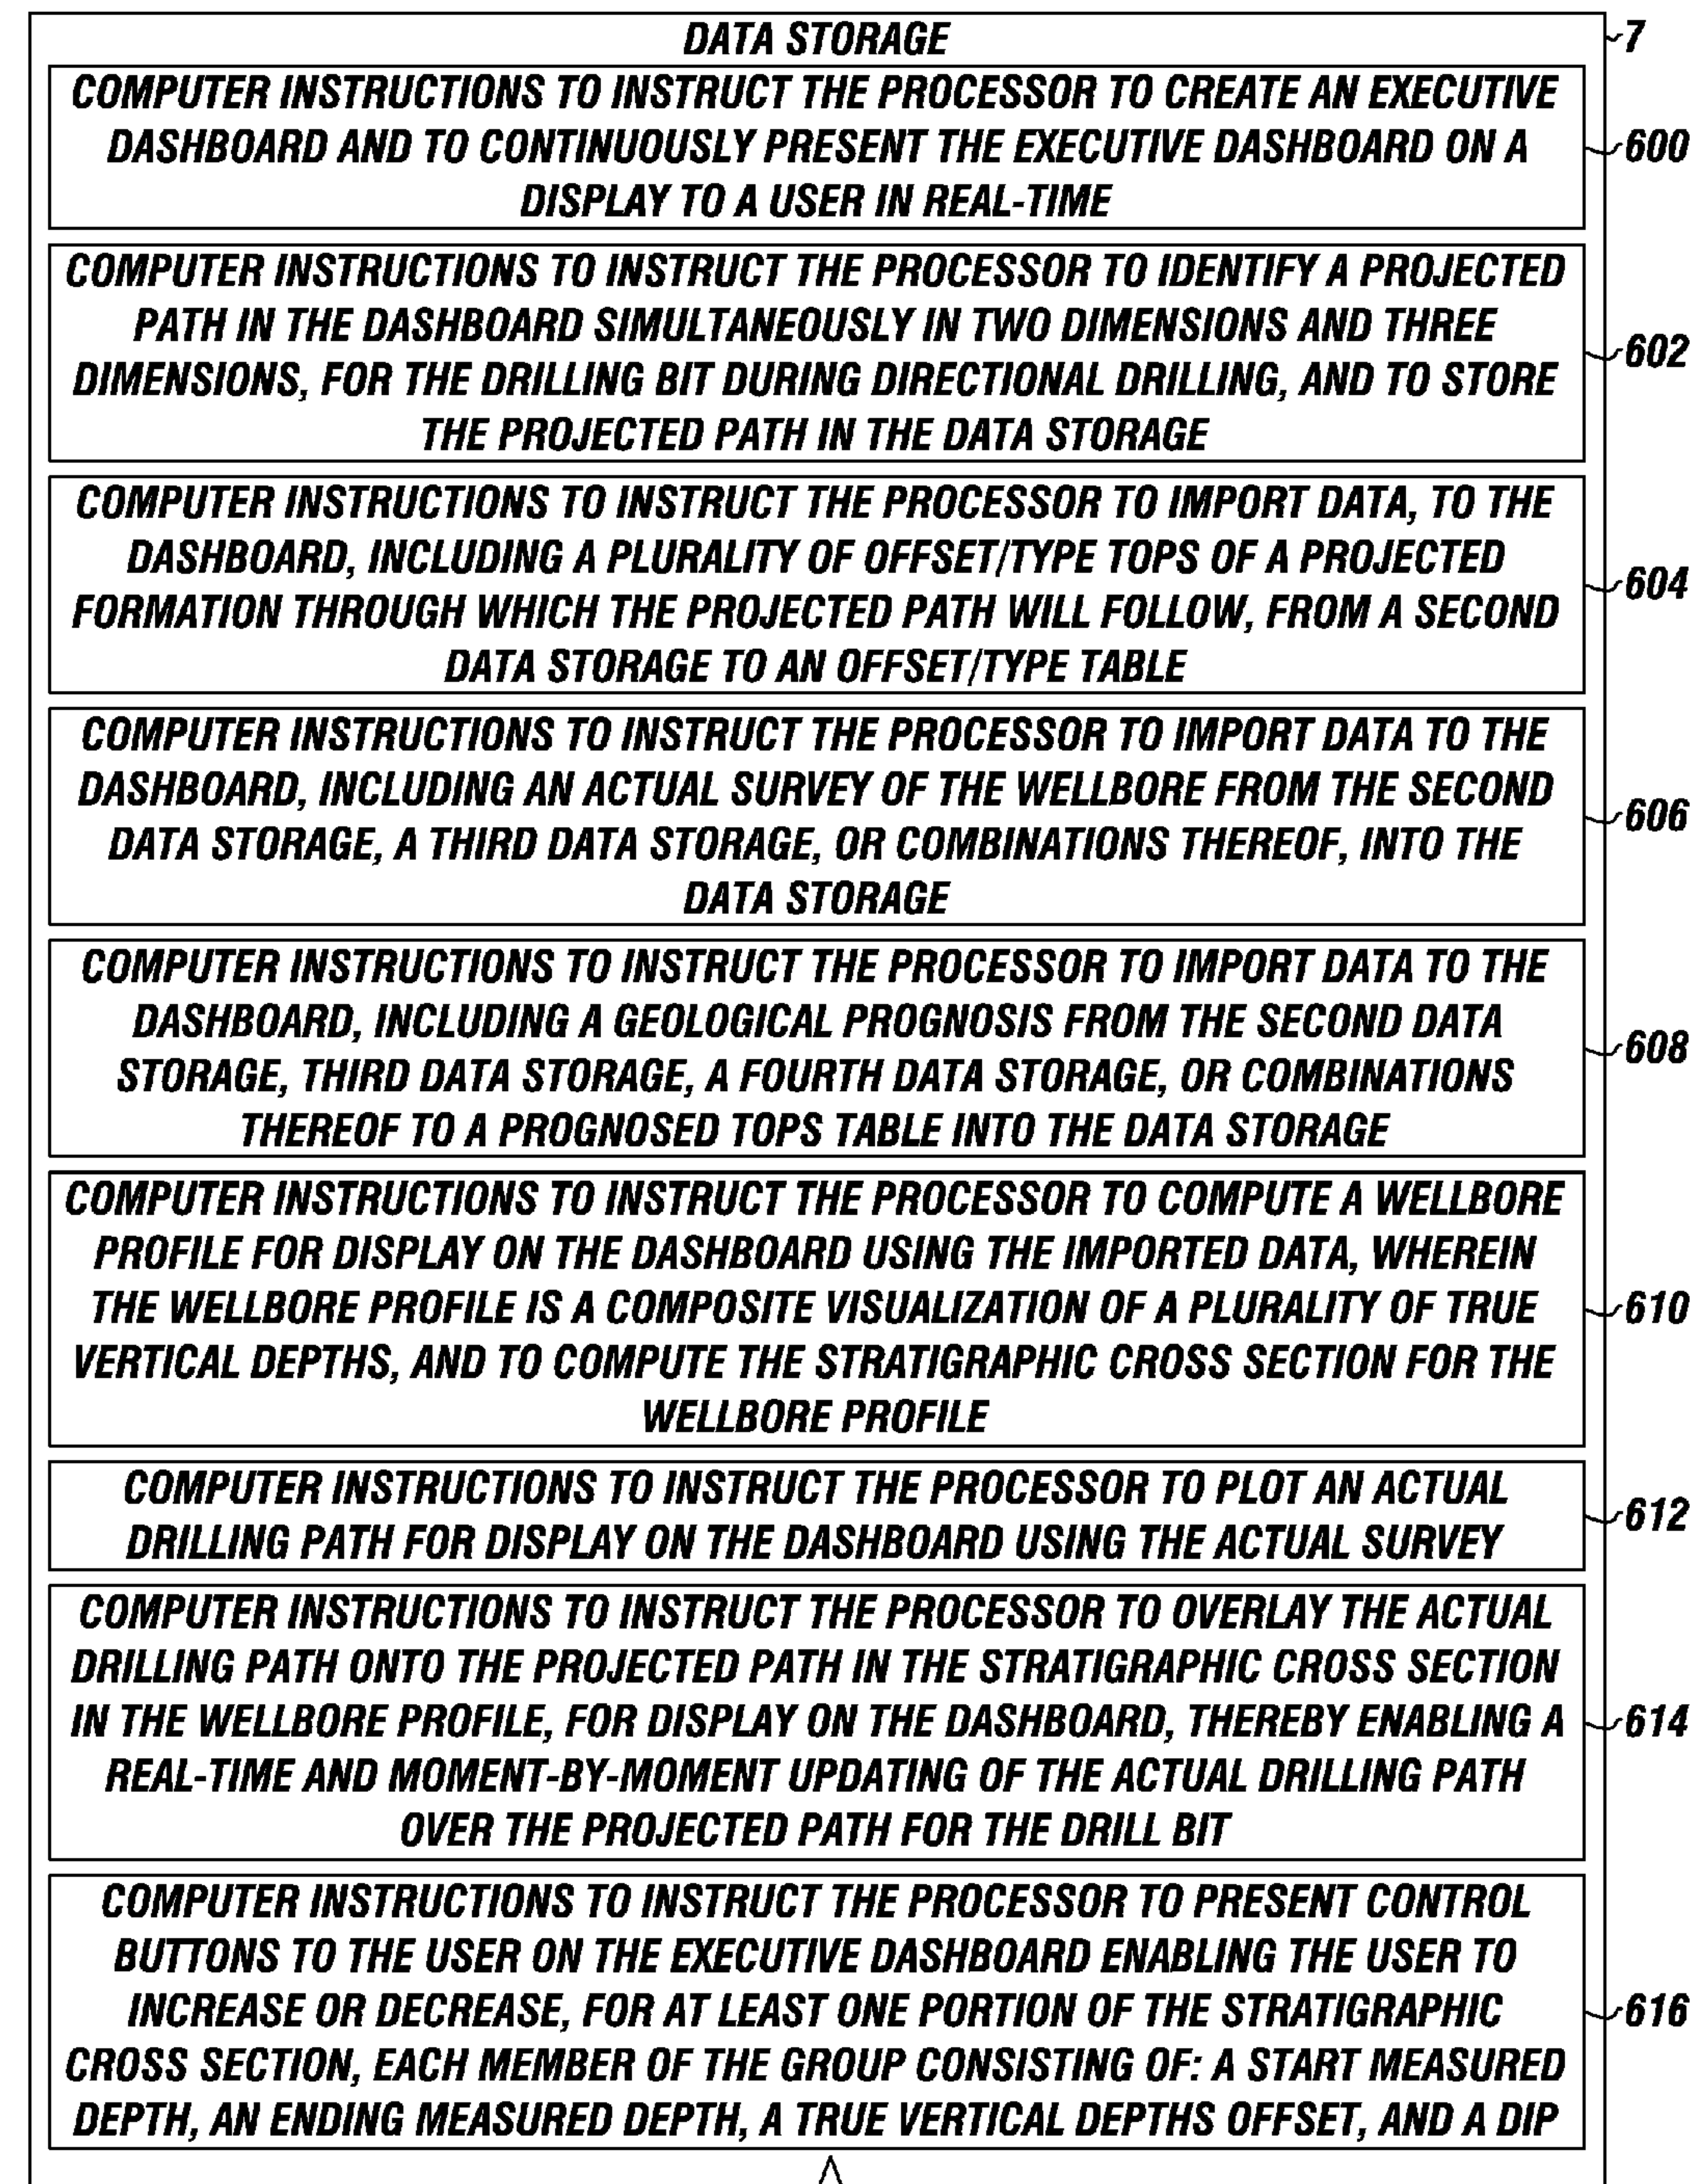 DATA STORAGE
7
COMPUTER INSTRUCTIONS TO INSTRUCT THE PROCESSOR TO CREATE AN EXECUTIVE
DASHBOARD AND TO CONTINUOUSLY PRESENT THE EXECUTIVE DASHBOARD ON A
DISPLAY TO A USER IN REAL-TIME
600
COMPUTER INSTRUCTIONS TO INSTRUCT THE PROCESSOR TO IDENTIFY A PROJECTED
PATH IN THE DASHBOARD SIMULTANEOUSLY IN TWO DIMENSIONS AND THREE
DIMENSIONS, FOR THE DRILLING BIT DURING DIRECTIONAL DRILLING, AND TO STORE
THE PROJECTED PATH IN THE DATA STORAGE
602
COMPUTER INSTRUCTIONS TO INSTRUCT THE PROCESSOR TO IMPORT DATA, TO THE
DASHBOARD, INCLUDING A PLURALITY OF OFFSET/TYPE TOPS OF A PROJECTED
FORMATION THROUGH WHICH THE PROJECTED PATH WILL FOLLOW, FROM A SECOND
DATA STORAGE TO AN OFFSET/TYPE TABLE
604
COMPUTER INSTRUCTIONS TO INSTRUCT THE PROCESSOR TO IMPORT DATA TO THE
DASHBOARD, INCLUDING AN ACTUAL SURVEY OF THE WELLBORE FROM THE SECOND
DATA STORAGE, A THIRD DATA STORAGE, OR COMBINATIONS THEREOF, INTO THE
DATA STORAGE
606
COMPUTER INSTRUCTIONS TO INSTRUCT THE PROCESSOR TO IMPORT DATA TO THE
DASHBOARD, INCLUDING A GEOLOGICAL PROGNOSIS FROM THE SECOND DATA
STORAGE, THIRD DATA STORAGE, A FOURTH DATA STORAGE, OR COMBINATIONS
THEREOF TO A PROGNOSED TOPS TABLE INTO THE DATA STORAGE
608
COMPUTER INSTRUCTIONS TO INSTRUCT THE PROCESSOR TO COMPUTE A WELLBORE
PROFILE FOR DISPLAY ON THE DASHBOARD USING THE IMPORTED DATA, WHEREIN
THE WELLBORE PROFILE IS A COMPOSITE VISUALIZATION OF A PLURALITY OF TRUE
VERTICAL DEPTHS, AND TO COMPUTE THE STRATIGRAPHIC CROSS SECTION FOR THE
WELLBORE PROFILE
610
COMPUTER INSTRUCTIONS TO INSTRUCT THE PROCESSOR TO PLOT AN ACTUAL
DRILLING PATH FOR DISPLAY ON THE DASHBOARD USING THE ACTUAL SURVEY
612
COMPUTER INSTRUCTIONS TO INSTRUCT THE PROCESSOR TO OVERLAY THE ACTUAL
DRILLING PATH ONTO THE PROJECTED PATH IN THE STRATIGRAPHIC CROSS SECTION
IN THE WELLBORE PROFILE, FOR DISPLAY ON THE DASHBOARD, THEREBY ENABLING A
REAL-TIME AND MOMENT-BY-MOMENT UPDATING OF THE ACTUAL DRILLING PATH
OVER THE PROJECTED PATH FOR THE DRILL BIT
614
COMPUTER INSTRUCTIONS TO INSTRUCT THE PROCESSOR TO PRESENT CONTROL
BUTTONS TO THE USER ON THE EXECUTIVE DASHBOARD ENABLING THE USER TO
INCREASE OR DECREASE, FOR AT LEAST ONE PORTION OF THE STRATIGRAPHIC
CROSS SECTION, EACH MEMBER OF THE GROUP CONSISTING OF: A START MEASURED
DEPTH, AN ENDING MEASURED DEPTH, A TRUE VERTICAL DEPTHS OFFSET, AND A DIP
616